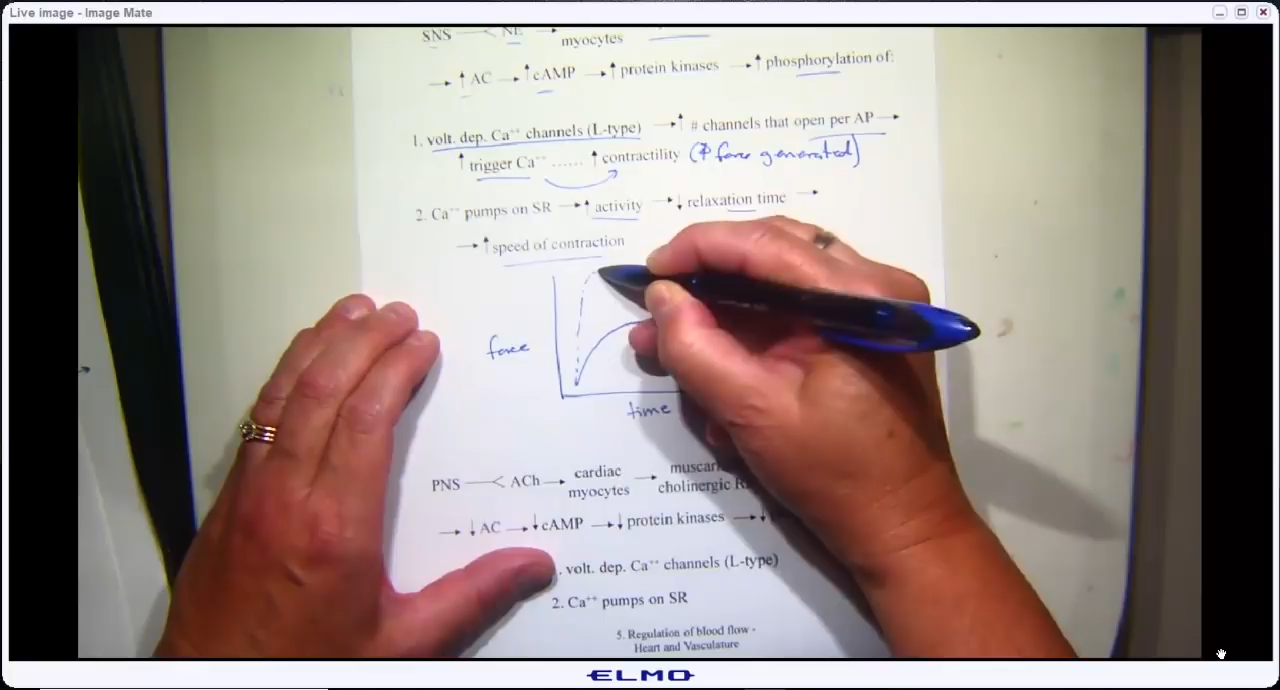 Live image - Image Mate
SNS —< NE → myocytes
→ ↑ AC → ↑ cAMP → ↑ protein kinases → ↑ phosphorylation of:
1. volt. dep. Ca⁺⁺ channels (L-type) → ↑ # channels that open per AP →
↑ trigger Ca⁺⁺ ...... ↑ contractility (↑ force generated)
2. Ca⁺⁺ pumps on SR → ↑ activity → ↓ relaxation time →
→ ↑ speed of contraction
force
time
PNS —< ACh → cardiac myocytes → cholinergic
→ ↓ AC → ↓ cAMP → ↓ protein kinases → ↓
. volt. dep. Ca⁺⁺ channels (L-type)
2. Ca⁺⁺ pumps on SR
5. Regulation of blood flow -
Heart and Vasculature
ELMO